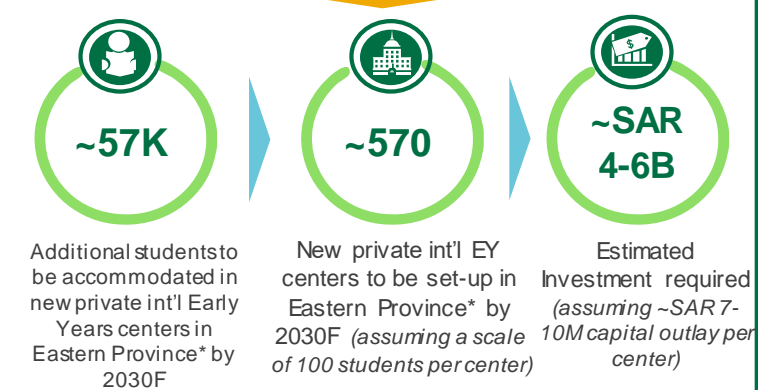 ~57K
Additional students to
be accommodated in
new private int'l Early
Years centers in
Eastern Province* by
2030F
~570
New private int'l EY
centers to be set-up in
Eastern Province* by
2030F (assuming a scale
of 100 students per center)
$
~SAR
4-6B
Estimated
Investment required
(assuming ~SAR 7-
10M capital outlay per
center)